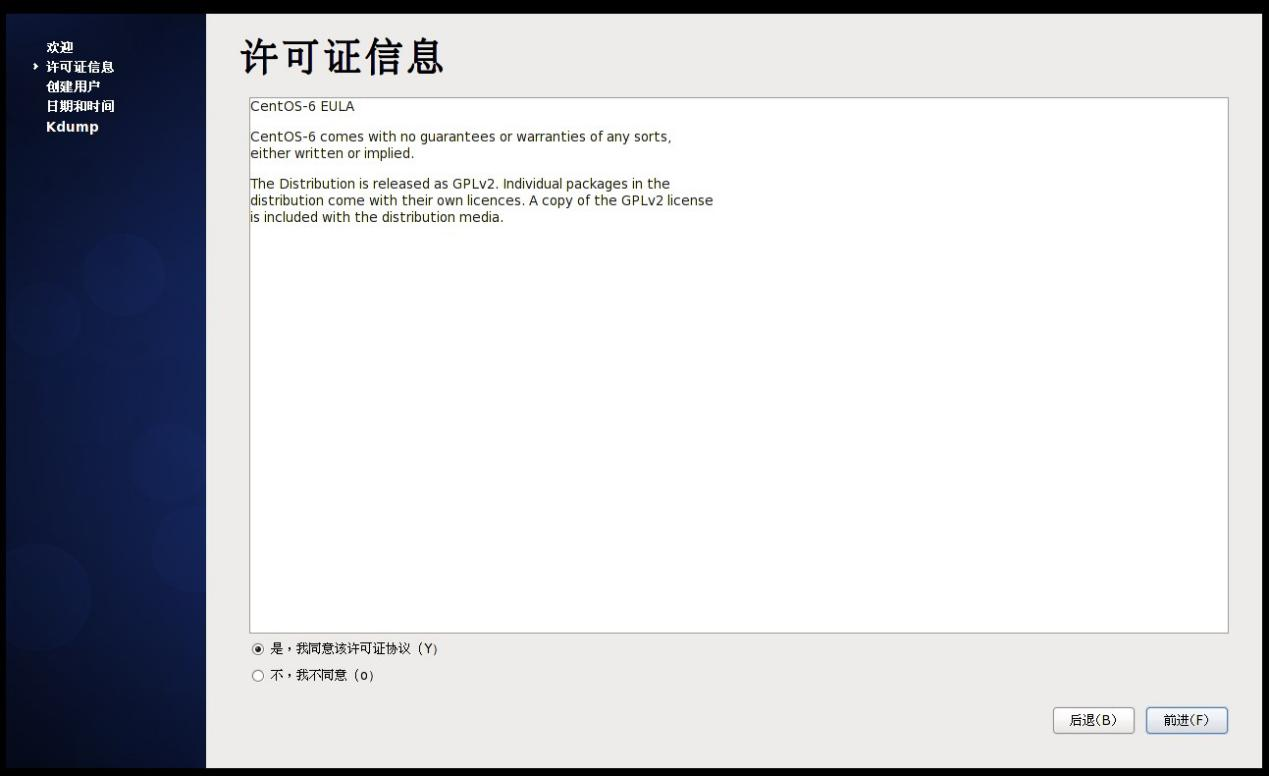 欢迎
许可证信息
创建用户
日期和时间
Kdump
许可证信息
CentOS-6 EULA
CentOS-6 comes with no guarantees or warranties of any sorts,
either written or implied.
The Distribution is released as GPLv2. Individual packages in the
distribution come with their own licences. A copy of the GPLv2 license
is included with the distribution media.
是，我同意该许可证协议（Y）
不，我不同意（o）
后退(B)
前进(F)